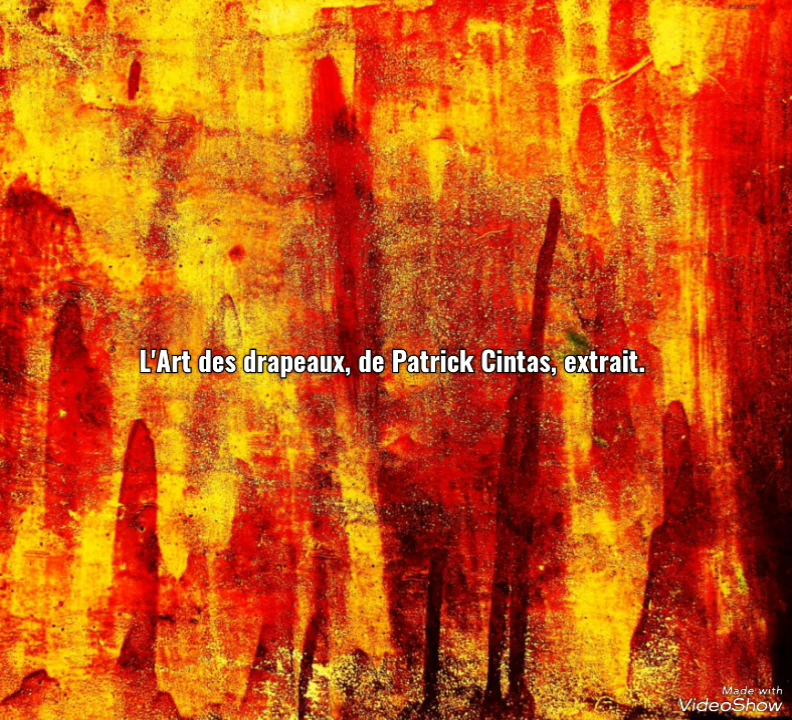 L'Art des drapeaux, de Patrick Cintas, extrait.
Made with
VideoShow